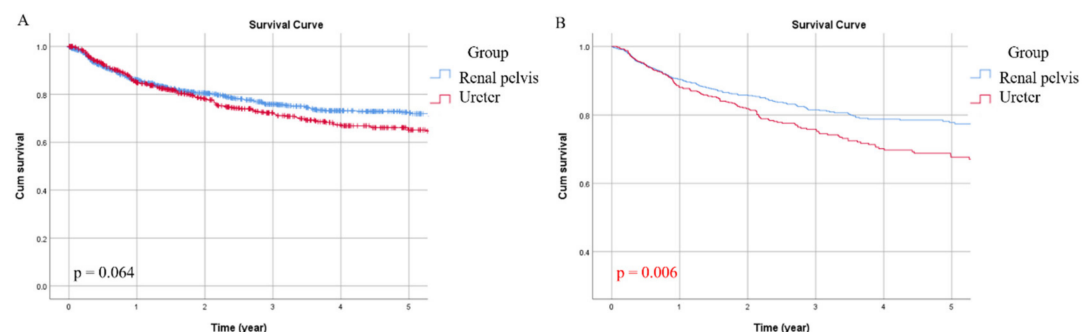 A
Survival Curve
Group
Renal pelvis
Ureter
Cum survival
1.0
0.8
0.6
0.4
0.2
0.0
p = 0.064
0 1 2 3 4 5
Time (year)
B
Survival Curve
Group
Renal pelvis
Ureter
Cum survival
1.0
0.8
0.6
0.4
p = 0.006
0 1 2 3 4 5
Time (year)